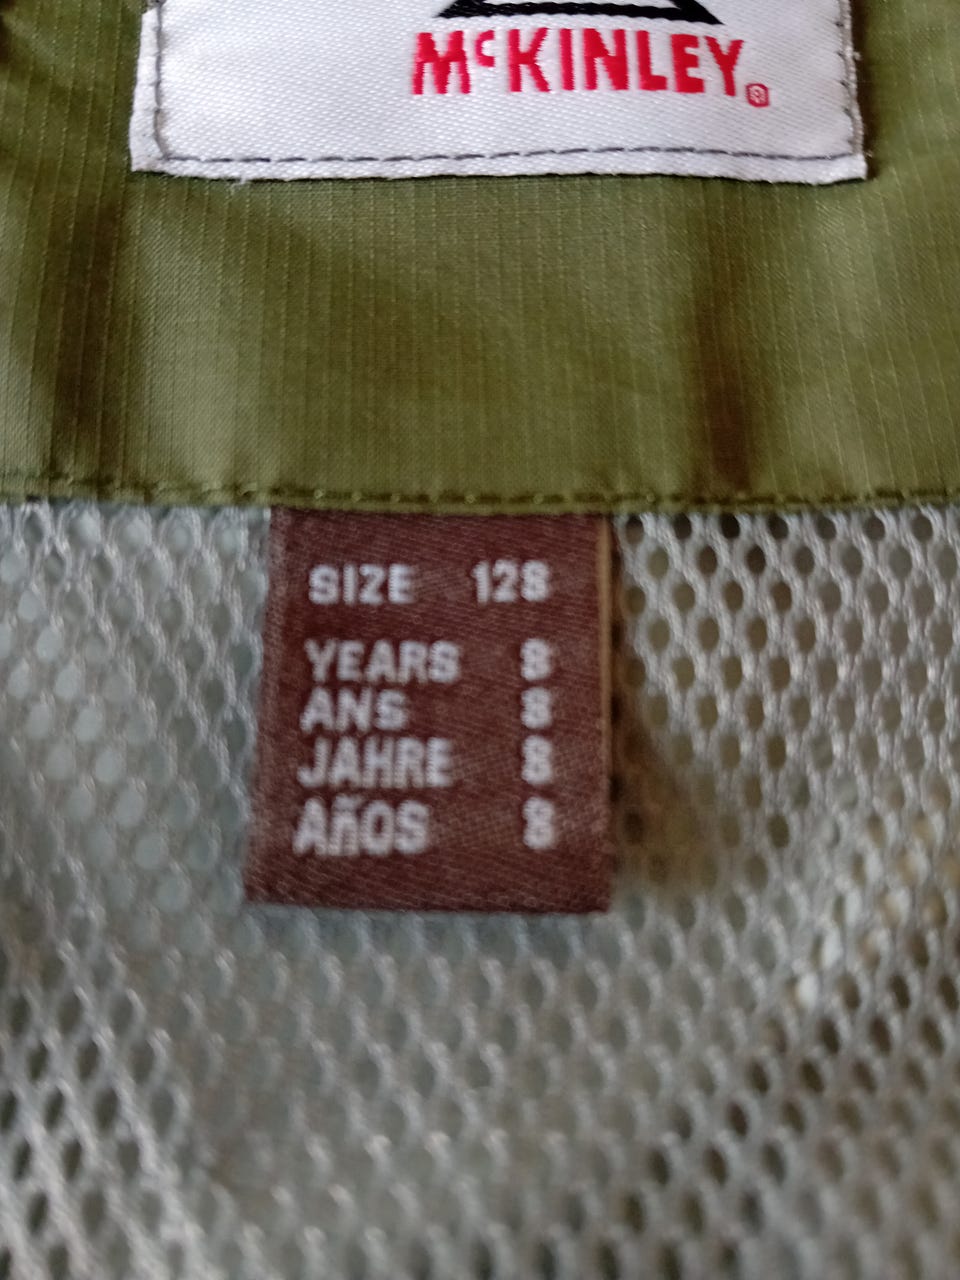 McKINLEY®
SIZE 128
YEARS 8
ANS 8
JAHRE 8
AÑOS 8